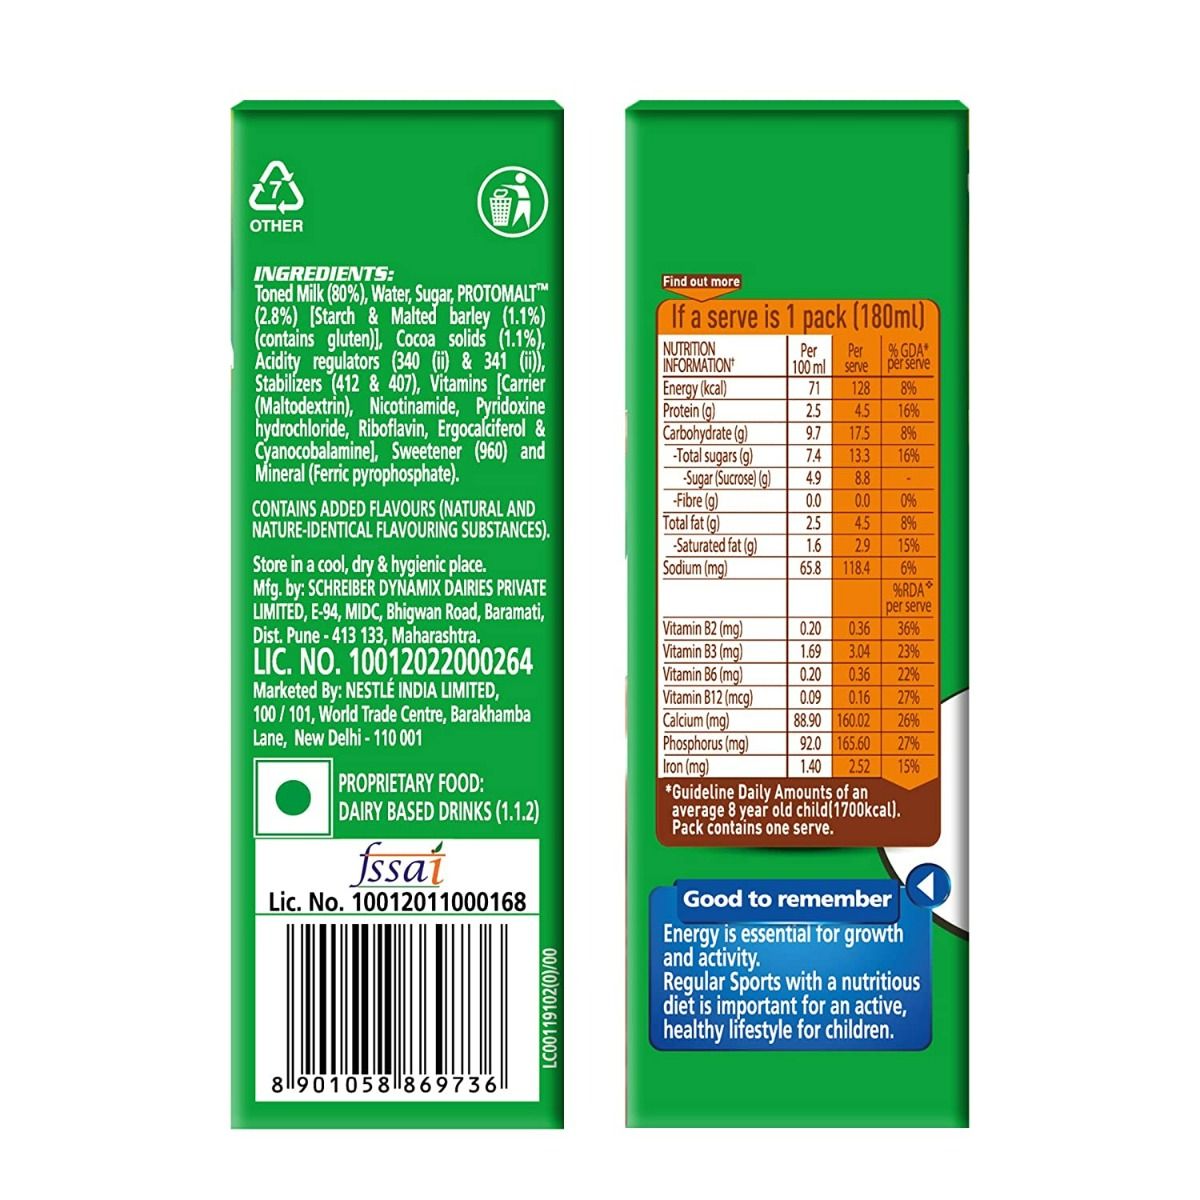 7
OTHER
INGREDIENTS:
Toned Milk (80%), Water, Sugar, PROTOMALT™
(2.8%) [Starch & Malted barley (1.1%)
(contains gluten)], Cocoa solids (1.1%),
Acidity regulators (340 (ii) & 341 (ii)),
Stabilizers (412 & 407), Vitamins [Carrier
(Maltodextrin), Nicotinamide, Pyridoxine
hydrochloride, Riboflavin, Ergocalciferol &
Cyanocobalamine], Sweetener (960) and
Mineral (Ferric pyrophosphate).
CONTAINS ADDED FLAVOURS (NATURAL AND
NATURE-IDENTICAL FLAVOURING SUBSTANCES).
Store in a cool, dry & hygienic place.
Mfg. by: SCHREIBER DYNAMIX DAIRIES PRIVATE
LIMITED, E-94, MIDC, Bhigwan Road, Baramati,
Dist. Pune - 413 133, Maharashtra.
LIC. NO. 10012022000264
Marketed By: NESTLÉ INDIA LIMITED,
100 / 101, World Trade Centre, Barakhamba
Lane, New Delhi - 110 001
PROPRIETARY FOOD:
DAIRY BASED DRINKS (1.1.2)
fssai
Lic. No. 10012011000168
LC00119102(0)/00
8 901058 869736
Find out more
If a serve is 1 pack (180ml)
NUTRITION INFORMATION† Per 100 ml Per serve % GDA* per serve
Energy (kcal) 71 128 8%
Protein (g) 2.5 4.5 16%
Carbohydrate (g) 9.7 17.5 8%
-Total sugars (g) 7.4 13.3 16%
-Sugar (Sucrose) (g) 4.9 8.8 -
-Fibre (g) 0.0 0.0 0%
Total fat (g) 2.5 4.5 8%
-Saturated fat (g) 1.6 2.9 15%
Sodium (mg) 65.8 118.4 6%
%RDA❖ per serve
Vitamin B2 (mg) 0.20 0.36 36%
Vitamin B3 (mg) 1.69 3.04 23%
Vitamin B6 (mg) 0.20 0.36 22%
Vitamin B12 (mcg) 0.09 0.16 27%
Calcium (mg) 88.90 160.02 26%
Phosphorus (mg) 92.0 165.60 27%
Iron (mg) 1.40 2.52 15%
*Guideline Daily Amounts of an
average 8 year old child(1700kcal).
Pack contains one serve.
Good to remember
Energy is essential for growth
and activity.
Regular Sports with a nutritious
diet is important for an active,
healthy lifestyle for children.